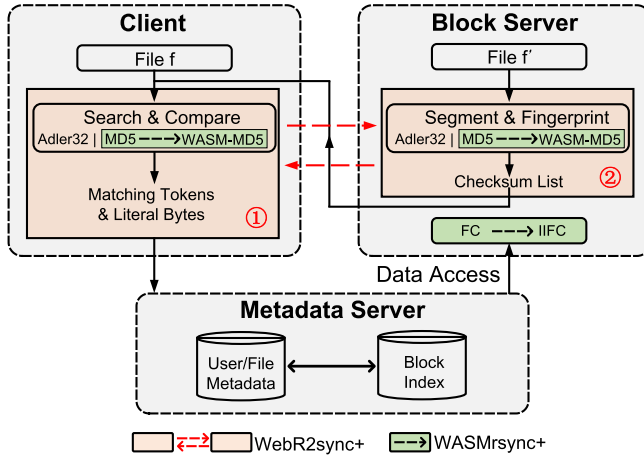 Client
File f
Search & Compare
Adler32 | MD5 WASM-MD5
Matching Tokens
& Literal Bytes
①
Block Server
File f'
Segment & Fingerprint
Adler32 | MD5 WASM-MD5
Checksum List
②
FC IIFC
Data Access
Metadata Server
User/File
Metadata
Block
Index
WebR2sync+
WASMrsync+